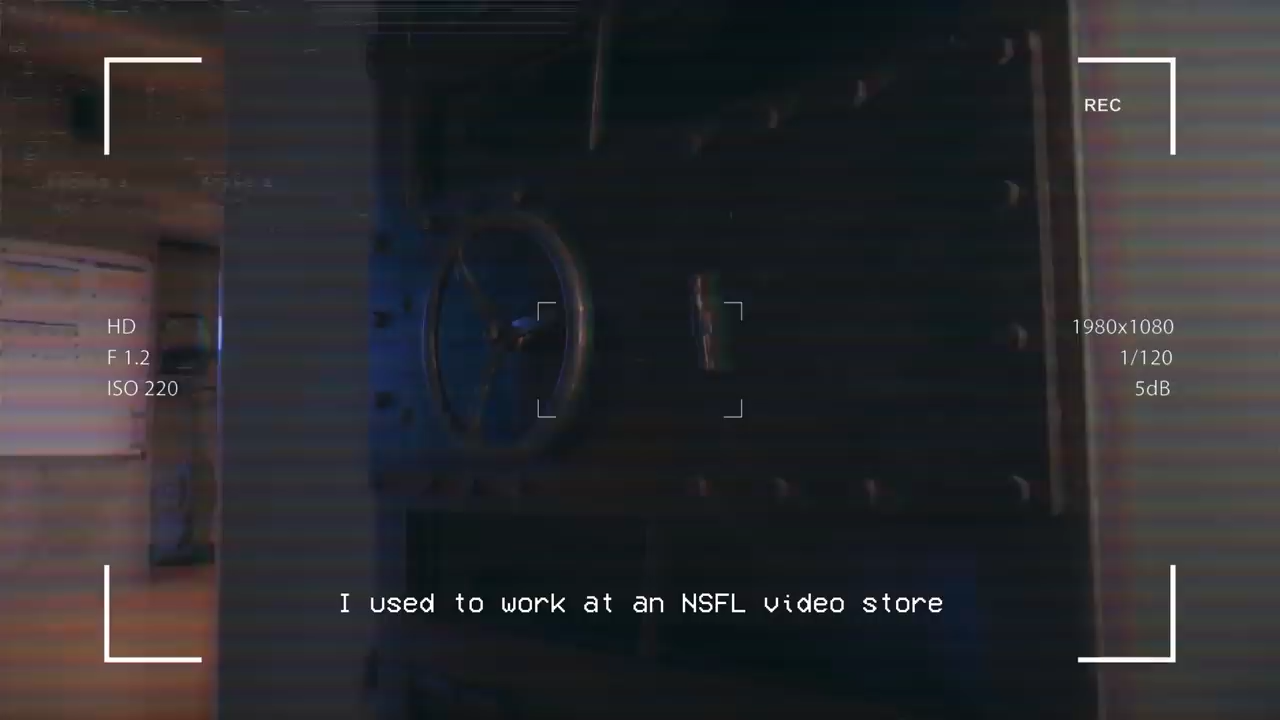 REC
HD
F 1.2
ISO 220
1980x1080
1/120
5dB
I used to work at an NSFL video store